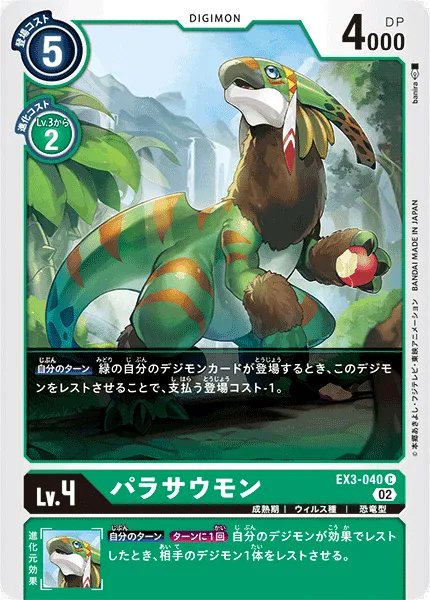 登場コスト
5
DIGIMON
DP
4000
進化コスト
Lv.3から
2
banira
©本郷あきよし・フジテレビ・東映アニメーション BANDAI MADE IN JAPAN
自分のターン 緑の自分のデジモンカードが登場するとき、このデジモ
ンをレストさせることで、支払う登場コスト-1。
EX3-040 C
02
Lv.4
パラサウモン
成熟期 | ウィルス種 | 恐竜型
進化元効果
自分のターン ターンに1回 自分のデジモンが効果でレスト
したとき、相手のデジモン1体をレストさせる。